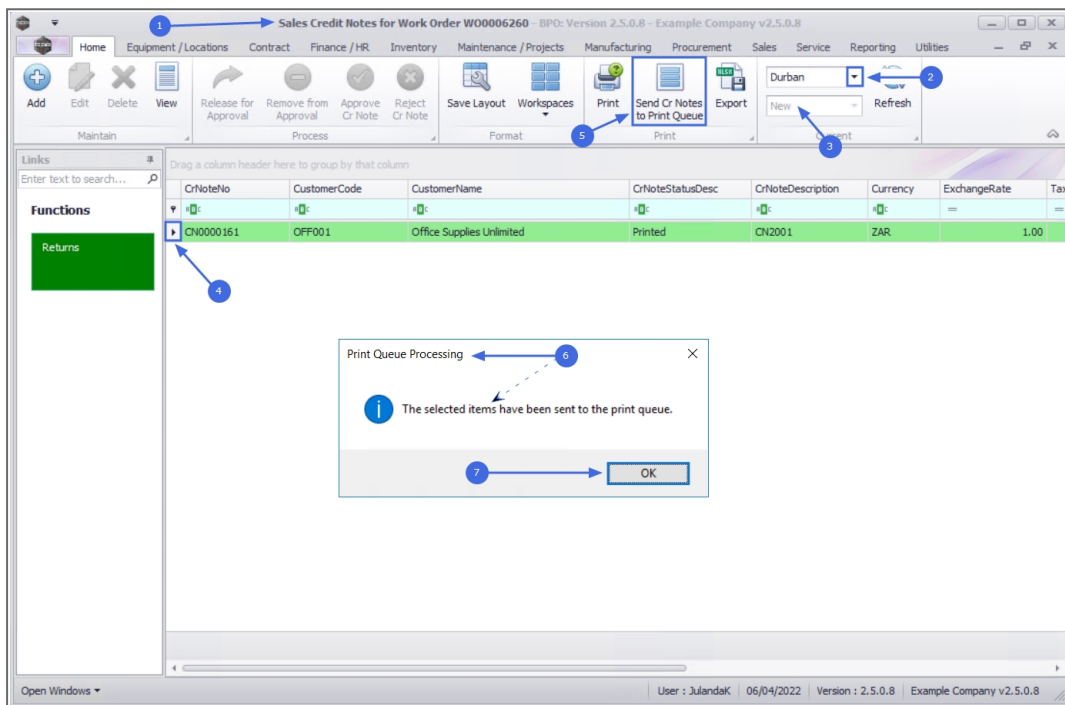 1
Sales Credit Notes for Work Order WO0006260 - BPO: Version 2.5.0.8 - Example Company v2.5.0.8
Home Equipment / Locations Contract Finance / HR Inventory Maintenance / Projects Manufacturing Procurement Sales Service Reporting Utilities
Add Edit Delete View
Release for Approval
Remove from Approval
Approve Cr Note
Reject Cr Note
Save Layout Workspaces
Print
Send Cr Notes to Print Queue
XLSX
Export
Durban
2
New
Refresh
5
3
Maintain Process Format Print Current
Links
Drag a column header here to group by that column
Enter text to search...
CrNoteNo CustomerCode CustomerName CrNoteStatusDesc CrNoteDescription Currency ExchangeRate Tax
Functions
CN0000161 OFF001 Office Supplies Unlimited Printed CN2001 ZAR 1.00
Returns
4
Print Queue Processing
6
The selected items have been sent to the print queue.
7
OK
Open Windows
User : JulandaK 06/04/2022 Version : 2.5.0.8 Example Company v2.5.0.8